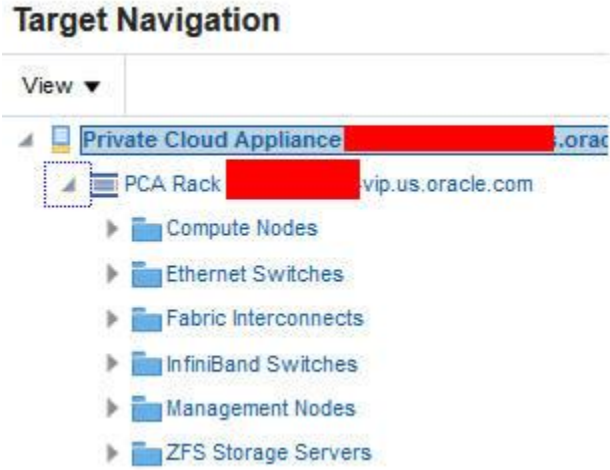 Target Navigation
View
Private Cloud Appliance s.orac
PCA Rack -vip.us.oracle.com
Compute Nodes
Ethernet Switches
Fabric Interconnects
InfiniBand Switches
Management Nodes
ZFS Storage Servers